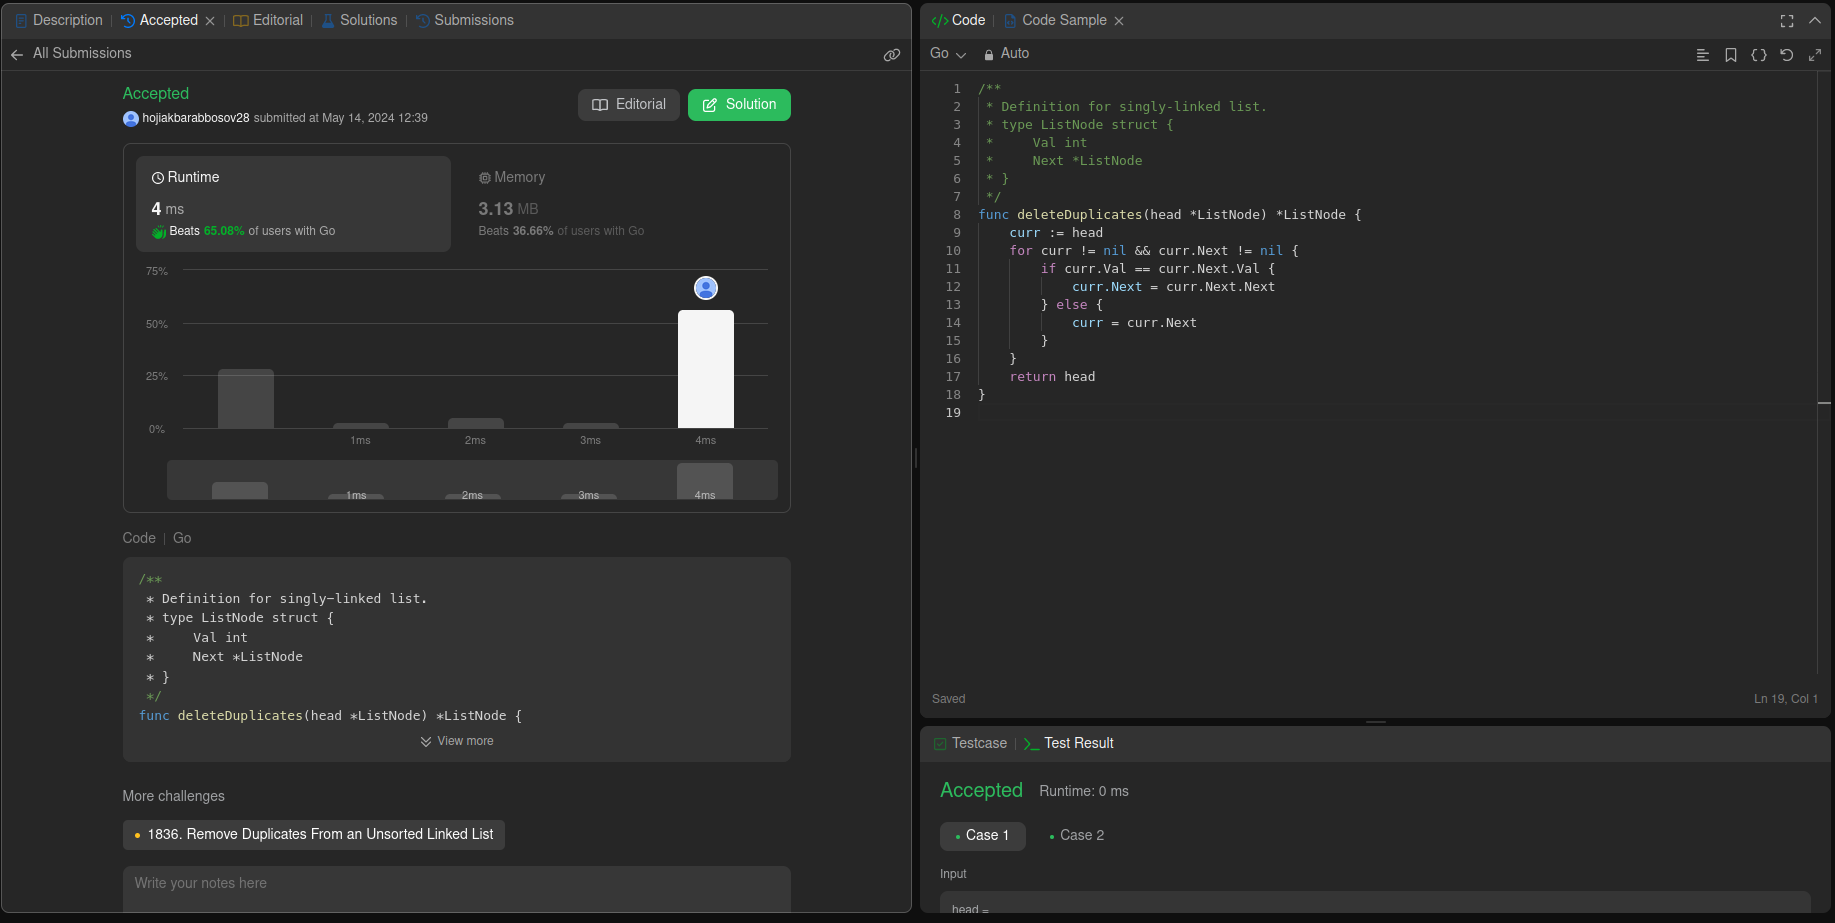 Description | Accepted | Editorial | Solutions | Submissions
All Submissions
Accepted
hojiakbarabbosov28 submitted at May 14, 2024 12:39
Editorial
Solution
Runtime
4 ms
Beats 65.08% of users with Go
Memory
3.13 MB
Beats 36.66% of users with Go
75%
50%
25%
0%
1ms 2ms 3ms 4ms
1ms 2ms 3ms 4ms
Code | Go
/**
 * Definition for singly-linked list.
 * type ListNode struct {
 *     Val int
 *     Next *ListNode
 * }
 */
func deleteDuplicates(head *ListNode) *ListNode {
View more
More challenges
1836. Remove Duplicates From an Unsorted Linked List
Write your notes here
</> Code | Code Sample
Go Auto
1 /**
2  * Definition for singly-linked list.
3  * type ListNode struct {
4  *     Val int
5  *     Next *ListNode
6  * }
7  */
8 func deleteDuplicates(head *ListNode) *ListNode {
9     curr := head
10     for curr != nil && curr.Next != nil {
11         if curr.Val == curr.Next.Val {
12             curr.Next = curr.Next.Next
13         } else {
14             curr = curr.Next
15         }
16     }
17     return head
18 }
19
Saved
Ln 19, Col 1
Testcase | Test Result
Accepted Runtime: 0 ms
Case 1 Case 2
Input
head =